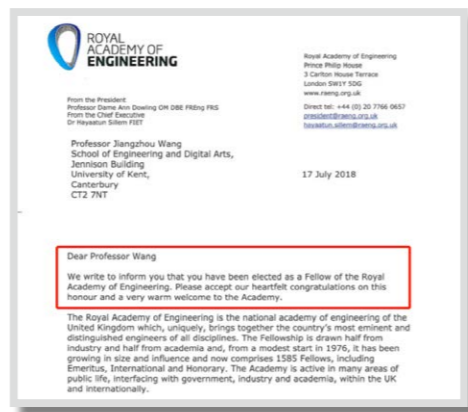 ROYAL
ACADEMY OF
ENGINEERING
Royal Academy of Engineering
Prince Philip House
3 Carlton House Terrace
London SW1Y 5DG
www.raeng.org.uk
From the President
Professor Dame Ann Dowling OM DBE FREng FRS
From the Chief Executive
Dr Hayaatun Sillem FIET
Direct tel: +44 (0) 20 7766 0657
president@raeng.org.uk
hayaatun.sillem@raeng.org.uk
Professor Jiangzhou Wang
School of Engineering and Digital Arts,
Jennison Building
University of Kent,
Canterbury
CT2 7NT
17 July 2018
Dear Professor Wang
We write to inform you that you have been elected as a Fellow of the Royal
Academy of Engineering. Please accept our heartfelt congratulations on this
honour and a very warm welcome to the Academy.
The Royal Academy of Engineering is the national academy of engineering of the
United Kingdom which, uniquely, brings together the country's most eminent and
distinguished engineers of all disciplines. The Fellowship is drawn half from
industry and half from academia and, from a modest start in 1976, it has been
growing in size and influence and now comprises 1585 Fellows, including
Emeritus, International and Honorary. The Academy is active in many areas of
public life, interfacing with government, industry and academia, within the UK
and internationally.